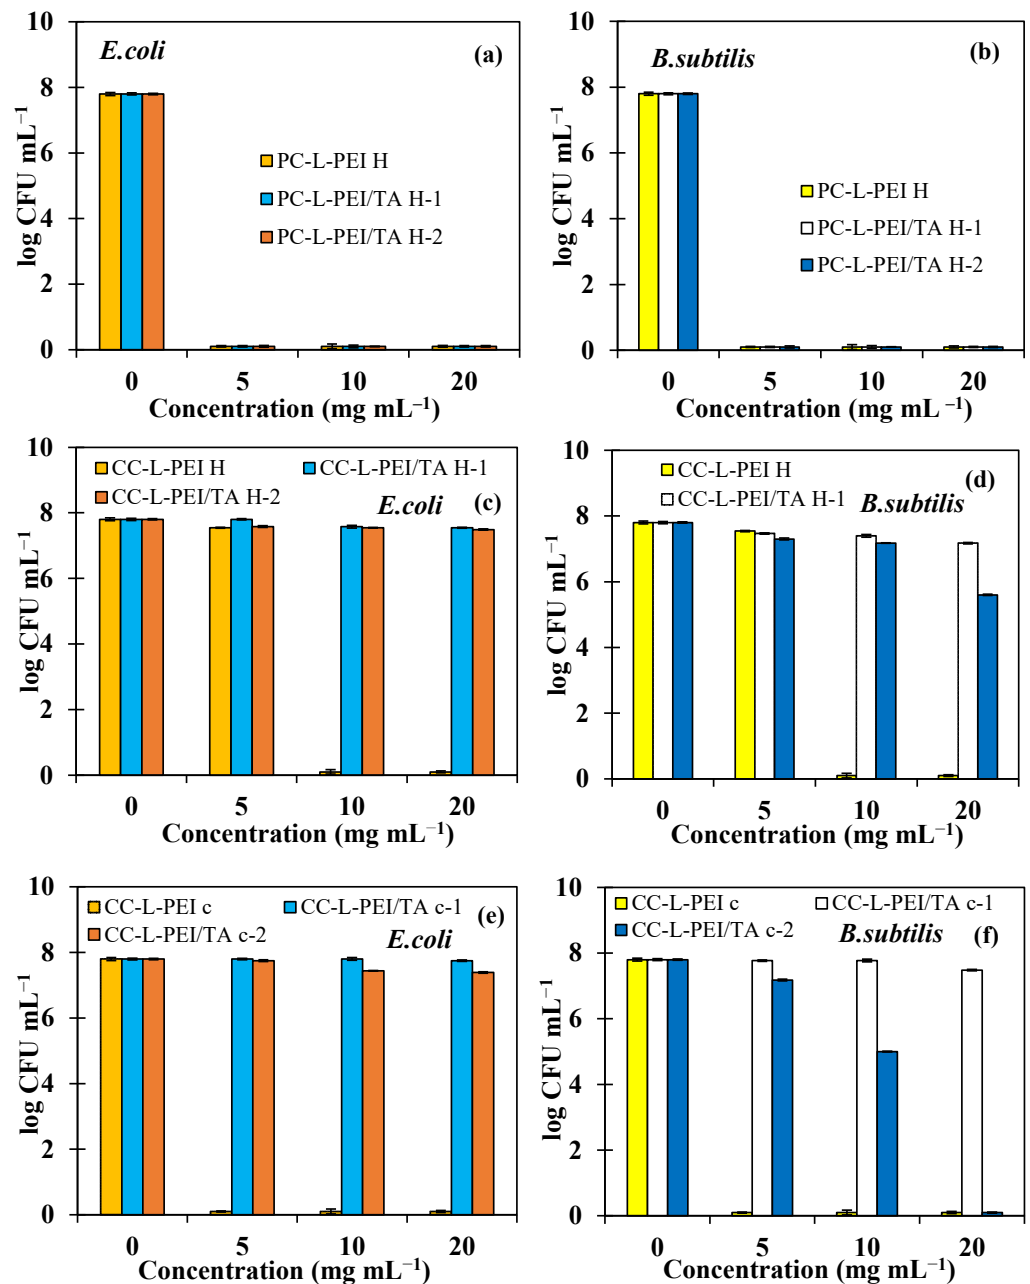 E.coli
(a)
log CFU mL⁻¹
10
8
6
4
2
0
PC-L-PEI H
PC-L-PEI/TA H-1
PC-L-PEI/TA H-2
0 5 10 20
Concentration (mg mL⁻¹)
B.subtilis
(b)
log CFU mL⁻¹
10
8
6
4
2
0
PC-L-PEI H
PC-L-PEI/TA H-1
PC-L-PEI/TA H-2
0 5 10 20
Concentration (mg mL⁻¹)
CC-L-PEI H CC-L-PEI/TA H-1
CC-L-PEI/TA H-2
E.coli
(c)
log CFU mL⁻¹
10
8
6
4
2
0
0 5 10 20
Concentration (mg mL⁻¹)
CC-L-PEI H
CC-L-PEI/TA H-1
(d)
B.subtilis
log CFU mL⁻¹
10
8
6
4
2
0
0 5 10 20
Concentration (mg mL⁻¹)
CC-L-PEI c CC-L-PEI/TA c-1
CC-L-PEI/TA c-2
E.coli
(e)
log CFU mL⁻¹
10
8
6
4
2
0
0 5 10 20
Concentration (mg mL⁻¹)
CC-L-PEI c CC-L-PEI/TA c-1
CC-L-PEI/TA c-2
B.subtilis
(f)
log CFU mL⁻¹
10
8
6
4
2
0
0 5 10 20
Concentration (mg mL⁻¹)